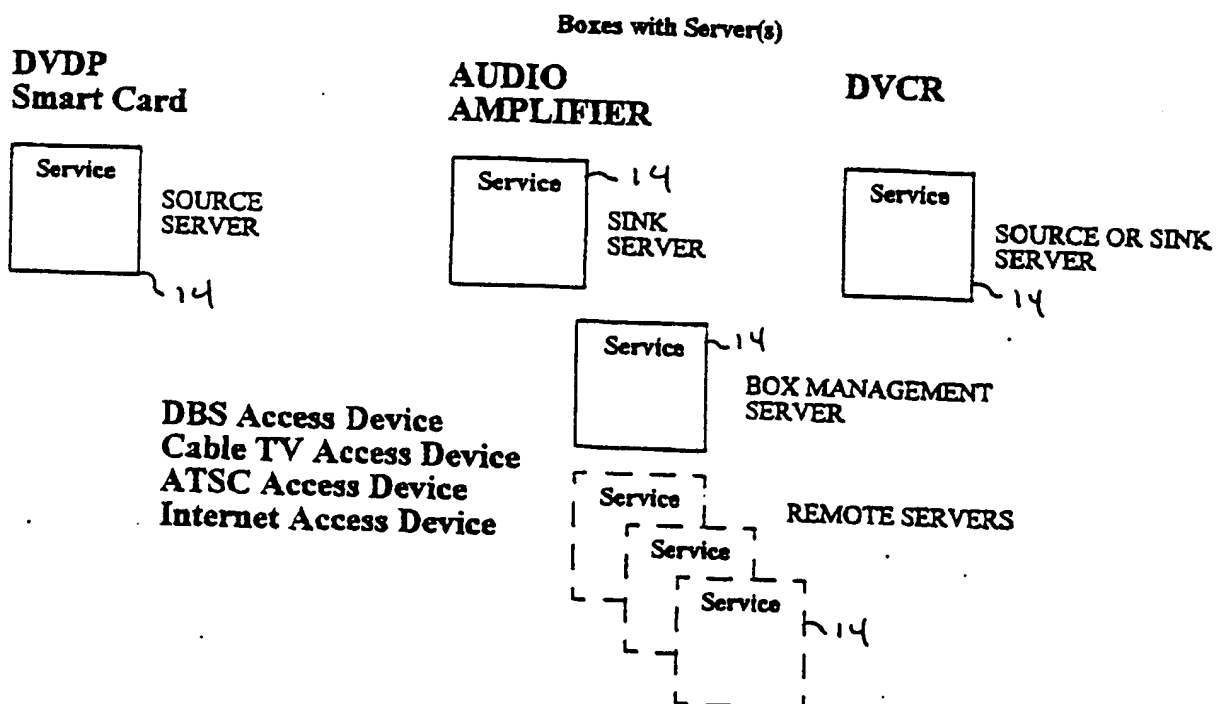 Boxes with Server(s)
DVDP
Smart Card
AUDIO
AMPLIFIER
DVCR
Service
SOURCE
SERVER
14
Service
14
SINK
SERVER
Service
SOURCE OR SINK
SERVER
14
Service
14
BOX MANAGEMENT
SERVER
DBS Access Device
Cable TV Access Device
ATSC Access Device
Internet Access Device
Service
REMOTE SERVERS
Service
Service
14